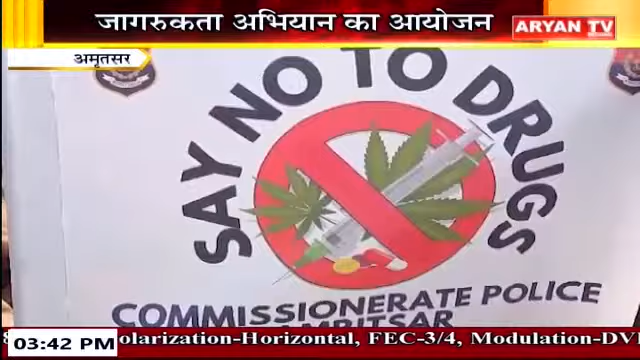 जागरुकता अभियान का आयोजन
ARYAN TV
अमृतसर
SAY NO TO DRUGS
COMMISSIONERATE POLICE
AMRITSAR
03:42 PM
olarization-Horizontal, FEC-3/4, Modulation-DV